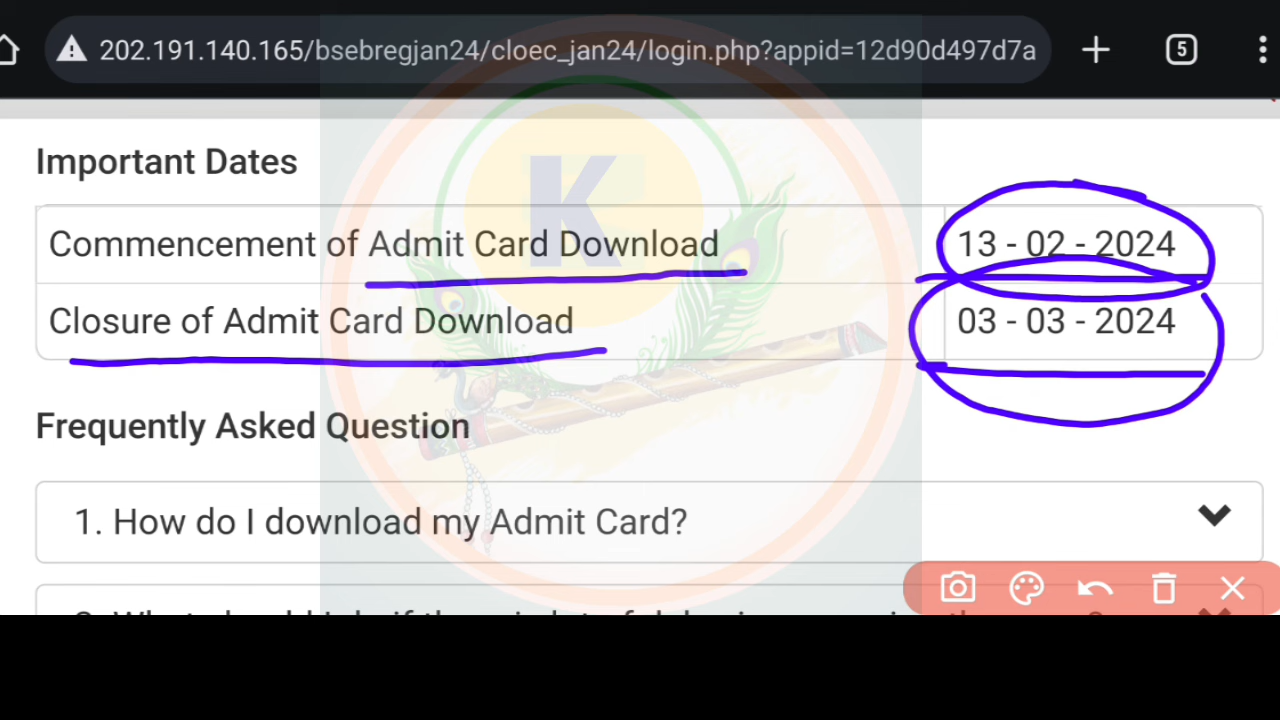 202.191.140.165/bsebregjan24/cloec_jan24/login.php?appid=12d90d497d7a
5
Important Dates
K
Commencement of Admit Card Download 13 - 02 - 2024
Closure of Admit Card Download 03 - 03 - 2024
Frequently Asked Question
1. How do I download my Admit Card?